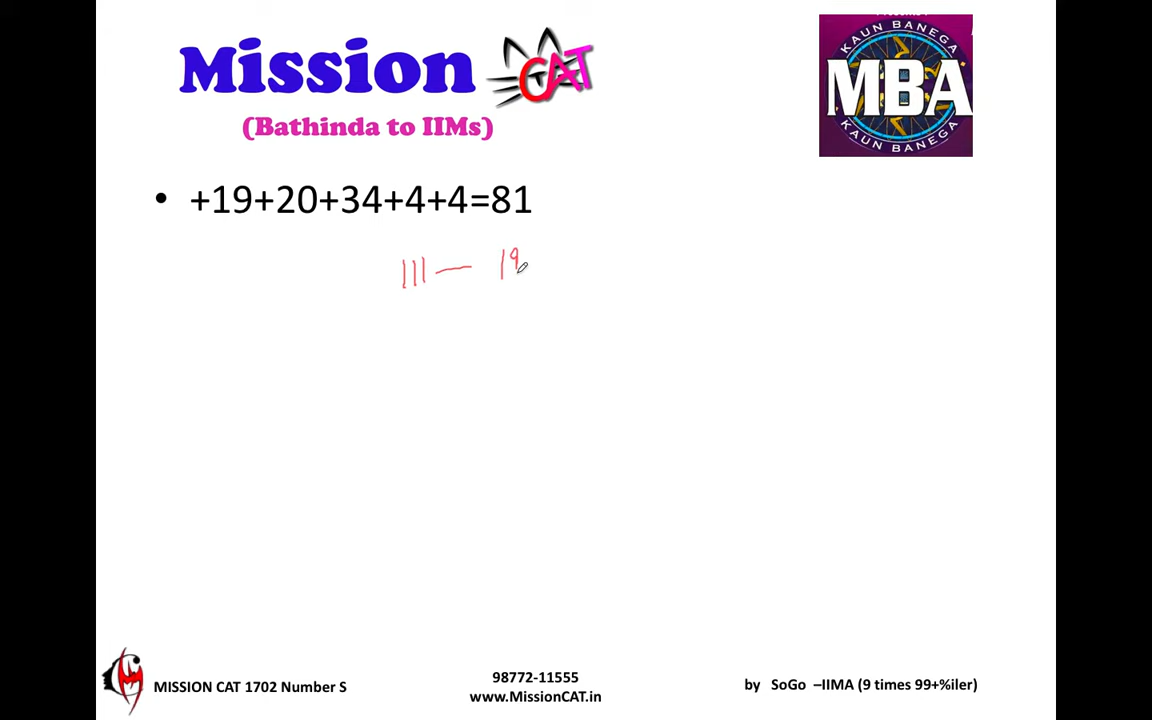 Mission CAT
(Bathinda to IIMs)
KAUN BANEGA
MBA
KAUN BANEGA
• +19+20+34+4+4=81
111 — 19
MISSION CAT 1702 Number S
98772-11555
www.MissionCAT.in
by SoGo –IIMA (9 times 99+%iler)